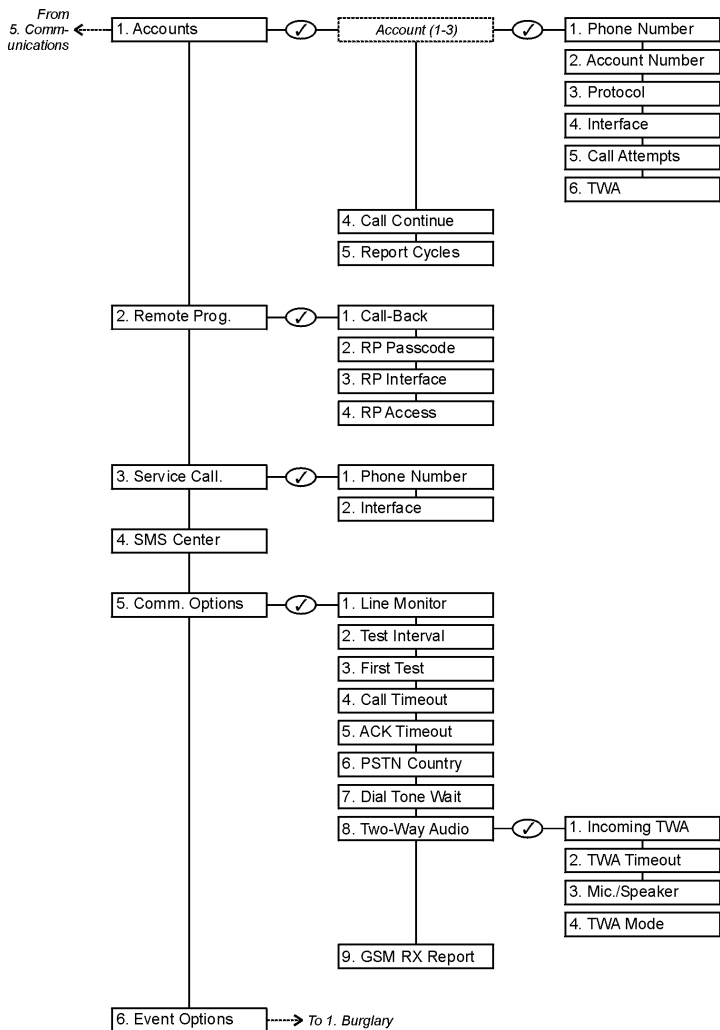 From
5. Comm-
unications
1. Accounts
Account (1-3)
1. Phone Number
2. Account Number
3. Protocol
4. Interface
5. Call Attempts
6. TWA
4. Call Continue
5. Report Cycles
2. Remote Prog.
1. Call-Back
2. RP Passcode
3. RP Interface
4. RP Access
3. Service Call.
1. Phone Number
2. Interface
4. SMS Center
5. Comm. Options
1. Line Monitor
2. Test Interval
3. First Test
4. Call Timeout
5. ACK Timeout
6. PSTN Country
7. Dial Tone Wait
8. Two-Way Audio
1. Incoming TWA
2. TWA Timeout
3. Mic./Speaker
4. TWA Mode
9. GSM RX Report
6. Event Options
To 1. Burglary